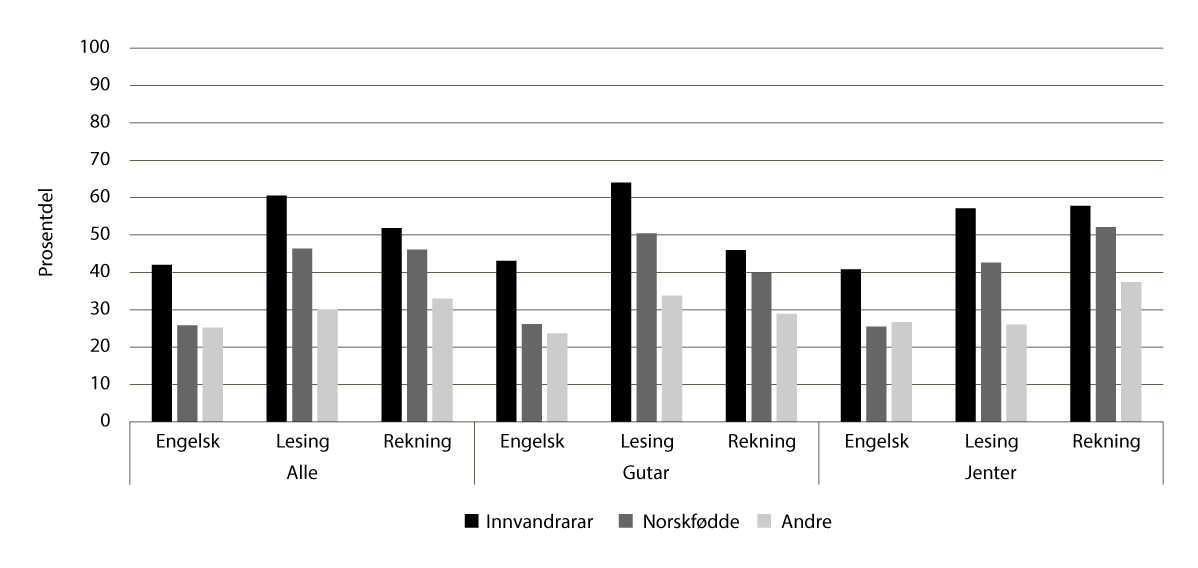 100
90
80
70
60
50
40
30
20
10
0
Prosentdel
Engelsk Lesing Rekning Engelsk Lesing Rekning Engelsk Lesing Rekning
Alle Gutar Jenter
Innvandrarar Norskfødde Andre